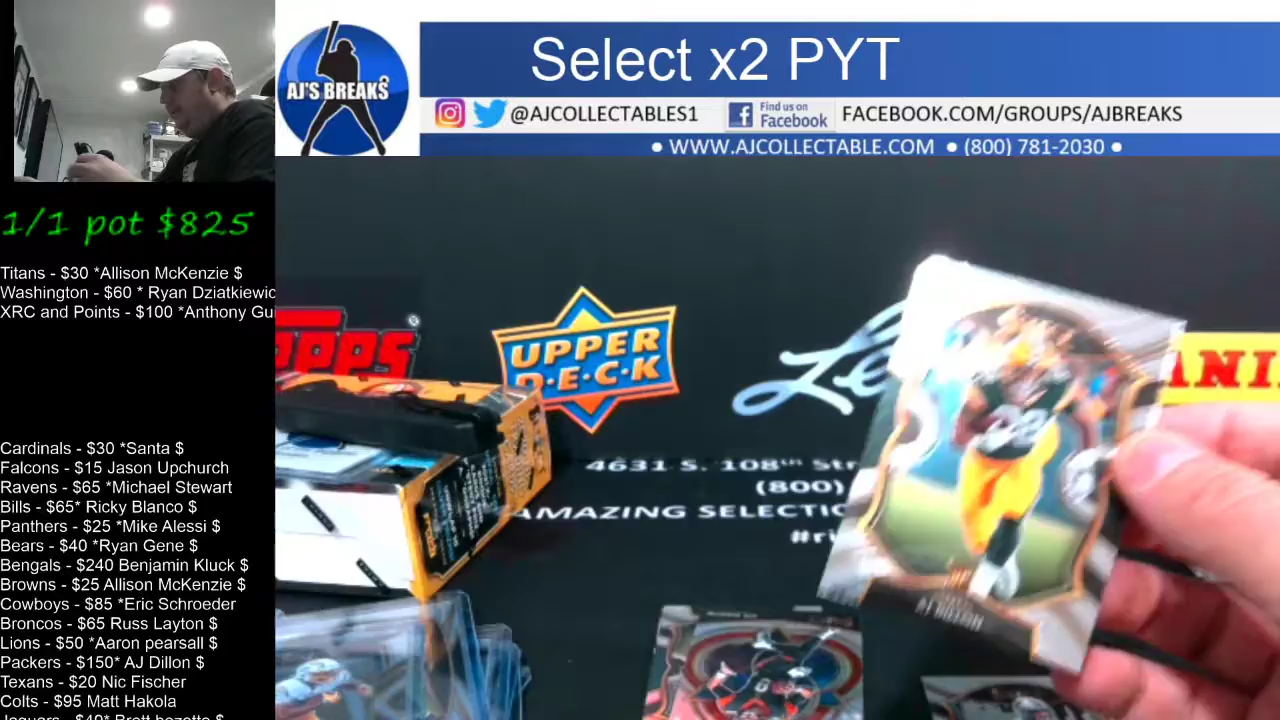 Select x2 PYT
AJ'S BREAKS
@AJCOLLECTABLES1
Find us on
Facebook
FACEBOOK.COM/GROUPS/AJBREAKS
• WWW.AJCOLLECTABLE.COM • (800) 781-2030 •
1/1 pot $825
Titans - $30 *Allison McKenzie $
Washington - $60 * Ryan Dziatkiewic
XRC and Points - $100 *Anthony Gui
Cardinals - $30 *Santa $
Falcons - $15 Jason Upchurch
Ravens - $65 *Michael Stewart
Bills - $65* Ricky Blanco $
Panthers - $25 *Mike Alessi $
Bears - $40 *Ryan Gene $
Bengals - $240 Benjamin Kluck $
Browns - $25 Allison McKenzie $
Cowboys - $85 *Eric Schroeder
Broncos - $65 Russ Layton $
Lions - $50 *Aaron pearsall $
Packers - $150* AJ Dillon $
Texans - $20 Nic Fischer
Colts - $95 Matt Hakola
UPPER
DECK
4631 S. 108th Str
(800)
AMAZING SELECTIO